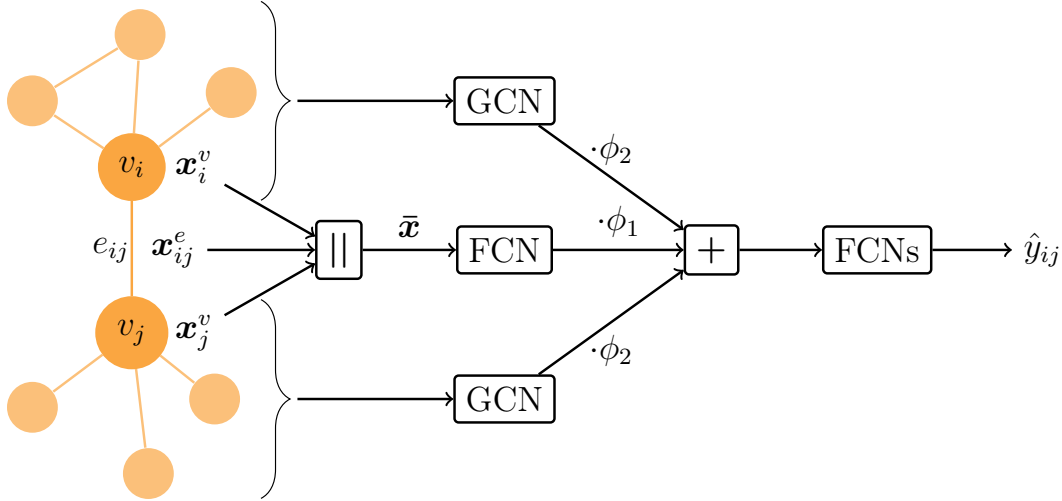 GCN
·ϕ₂
vᵢ
𝒙ᵢᵛ
eᵢⱼ
𝒙ᵢⱼᵉ
||
𝒙̄
FCN
·ϕ₁
+
FCNs
ŷᵢⱼ
vⱼ
𝒙ⱼᵛ
·ϕ₂
GCN